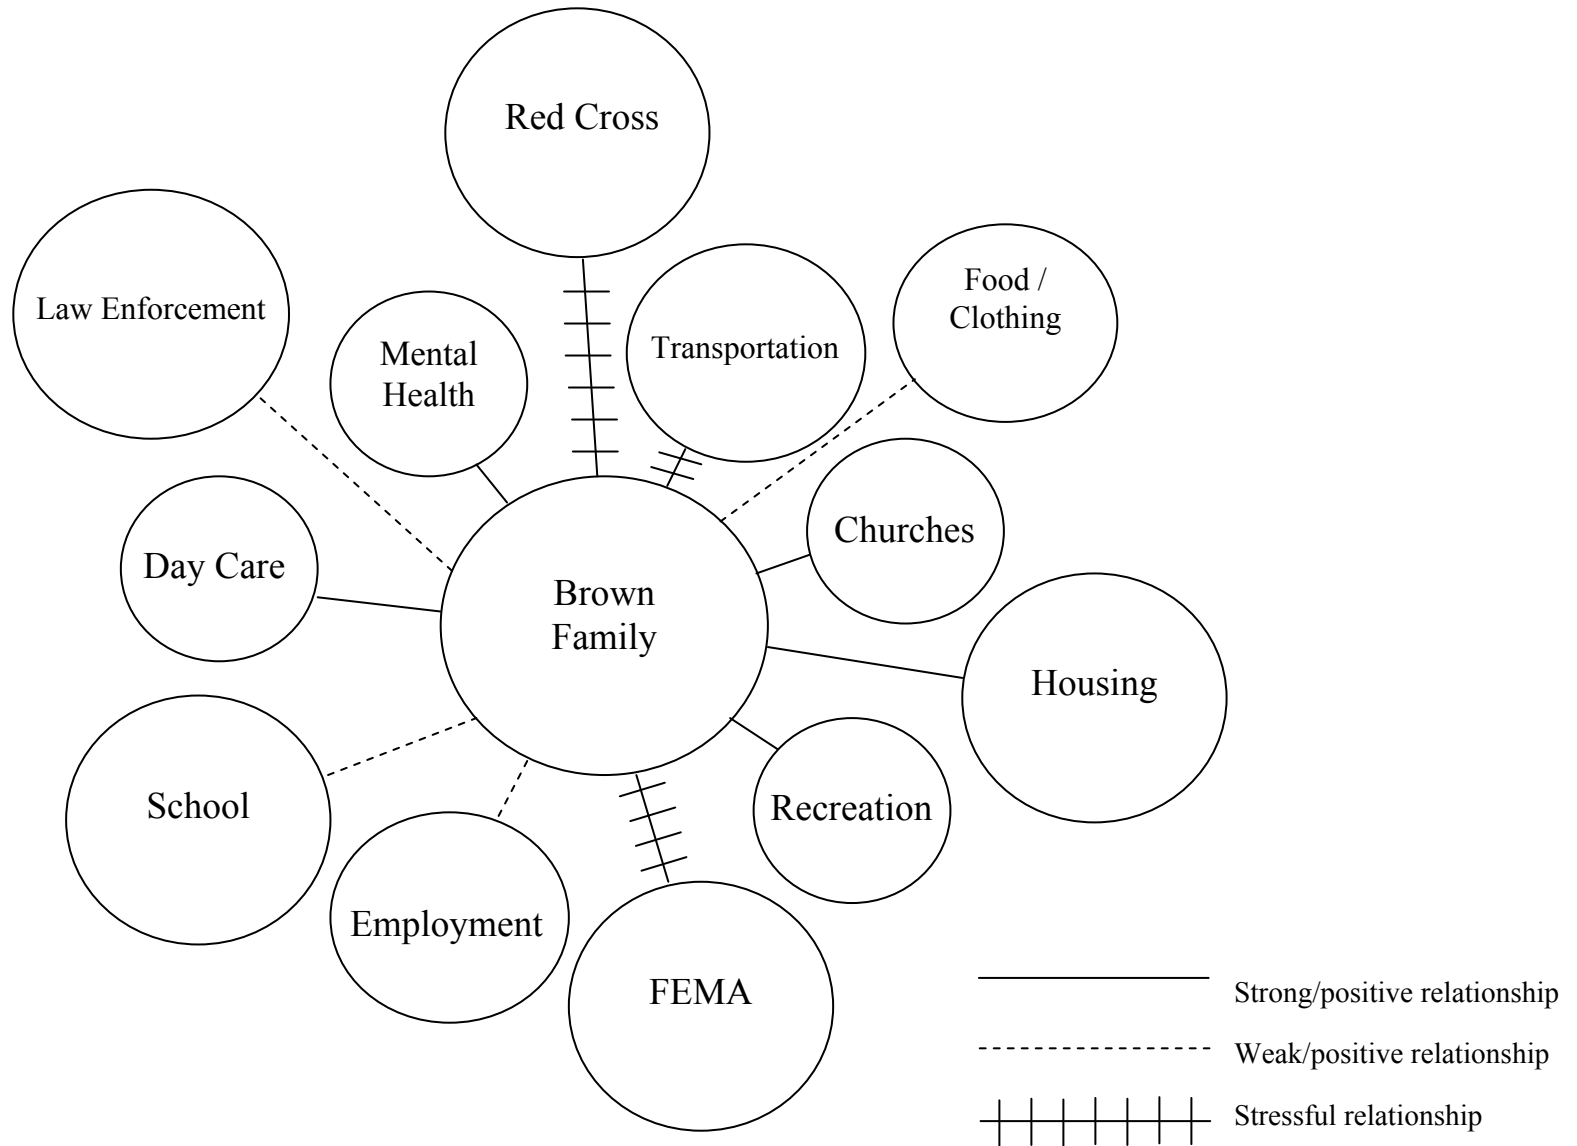 Red Cross
Law Enforcement
Mental
Health
Transportation
Food /
Clothing
Churches
Day Care
Brown
Family
Housing
School
Recreation
Employment
FEMA
Strong/positive relationship
Weak/positive relationship
Stressful relationship